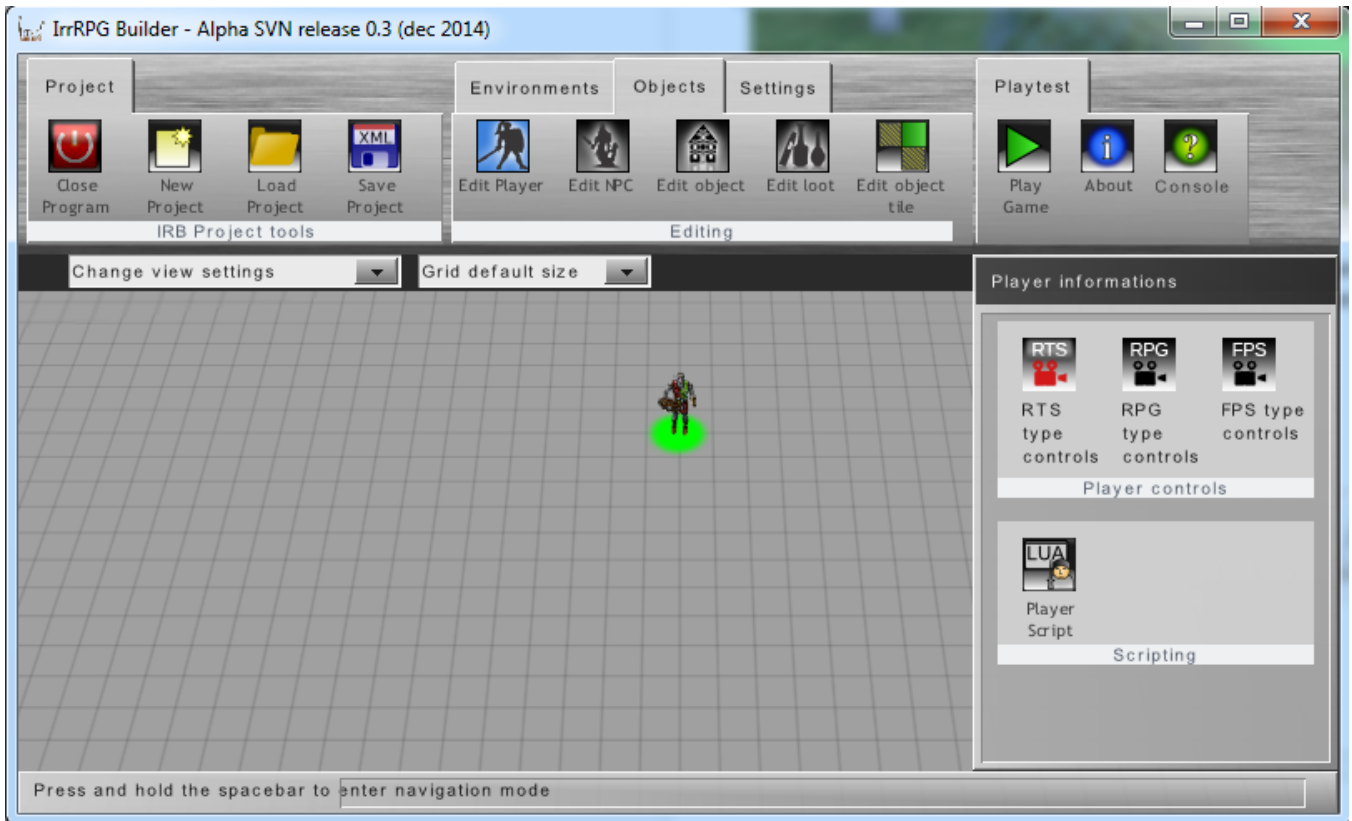 IrrRPG Builder - Alpha SVN release 0.3 (dec 2014)
Project
Environments
Objects
Settings
Playtest
Close
Program
New
Project
Load
Project
XML
Save
Project
Edit Player
Edit NPC
Edit object
Edit loot
Edit object
tile
Play
Game
i
About
?
Console
IRB Project tools
Editing
Change view settings
Grid default size
Player informations
RTS
RPG
FPS
RTS
type
controls
RPG
type
controls
FPS type
controls
Player controls
LUA
Player
Script
Scripting
Press and hold the spacebar to enter navigation mode